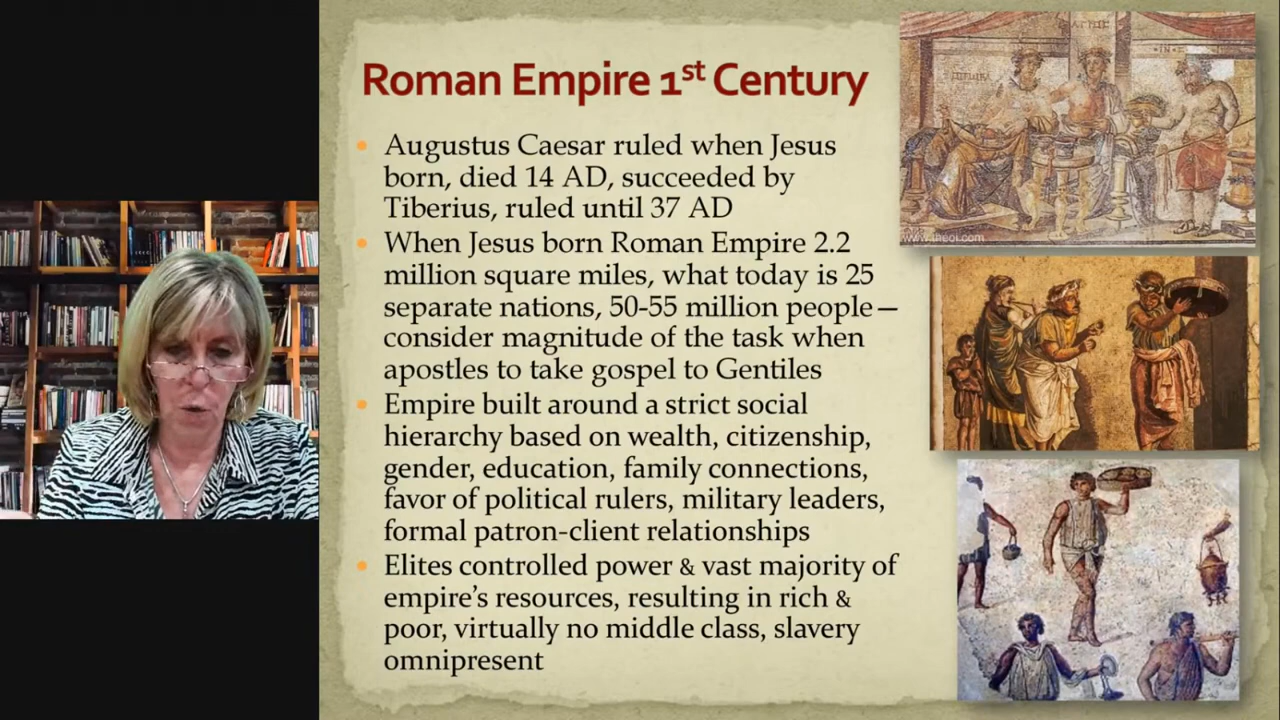 Roman Empire 1st Century
• Augustus Caesar ruled when Jesus
born, died 14 AD, succeeded by
Tiberius, ruled until 37 AD
• When Jesus born Roman Empire 2.2
million square miles, what today is 25
separate nations, 50-55 million people—
consider magnitude of the task when
apostles to take gospel to Gentiles
• Empire built around a strict social
hierarchy based on wealth, citizenship,
gender, education, family connections,
favor of political rulers, military leaders,
formal patron-client relationships
• Elites controlled power & vast majority of
empire’s resources, resulting in rich &
poor, virtually no middle class, slavery
omnipresent
www.theoi.com